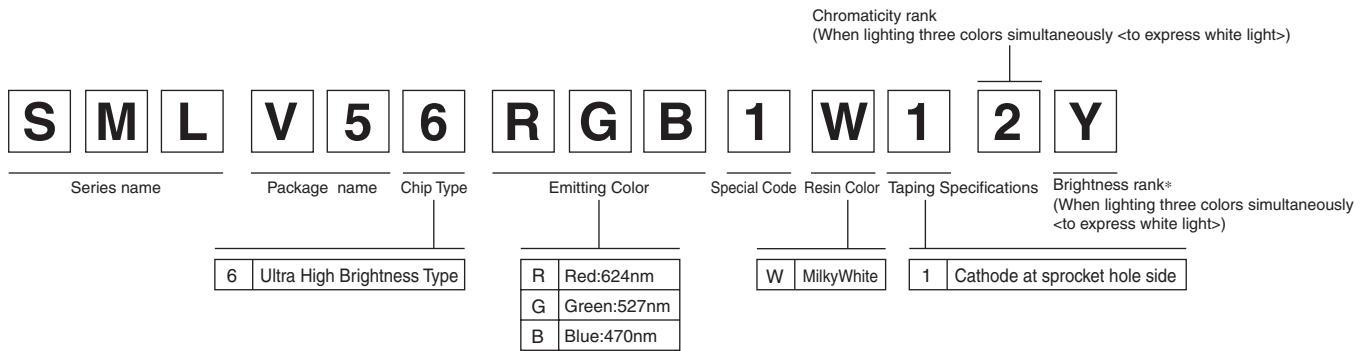 Chromaticity rank
(When lighting three colors simultaneously <to express white light>)
S M L V 5 6 R G B 1 W 1 2 Y
Series name Package name Chip Type Emitting Color Special Code Resin Color Taping Specifications Brightness rank*
(When lighting three colors simultaneously
<to express white light>)
6 Ultra High Brightness Type
R Red:624nm
G Green:527nm
B Blue:470nm
W MilkyWhite
1 Cathode at sprocket hole side